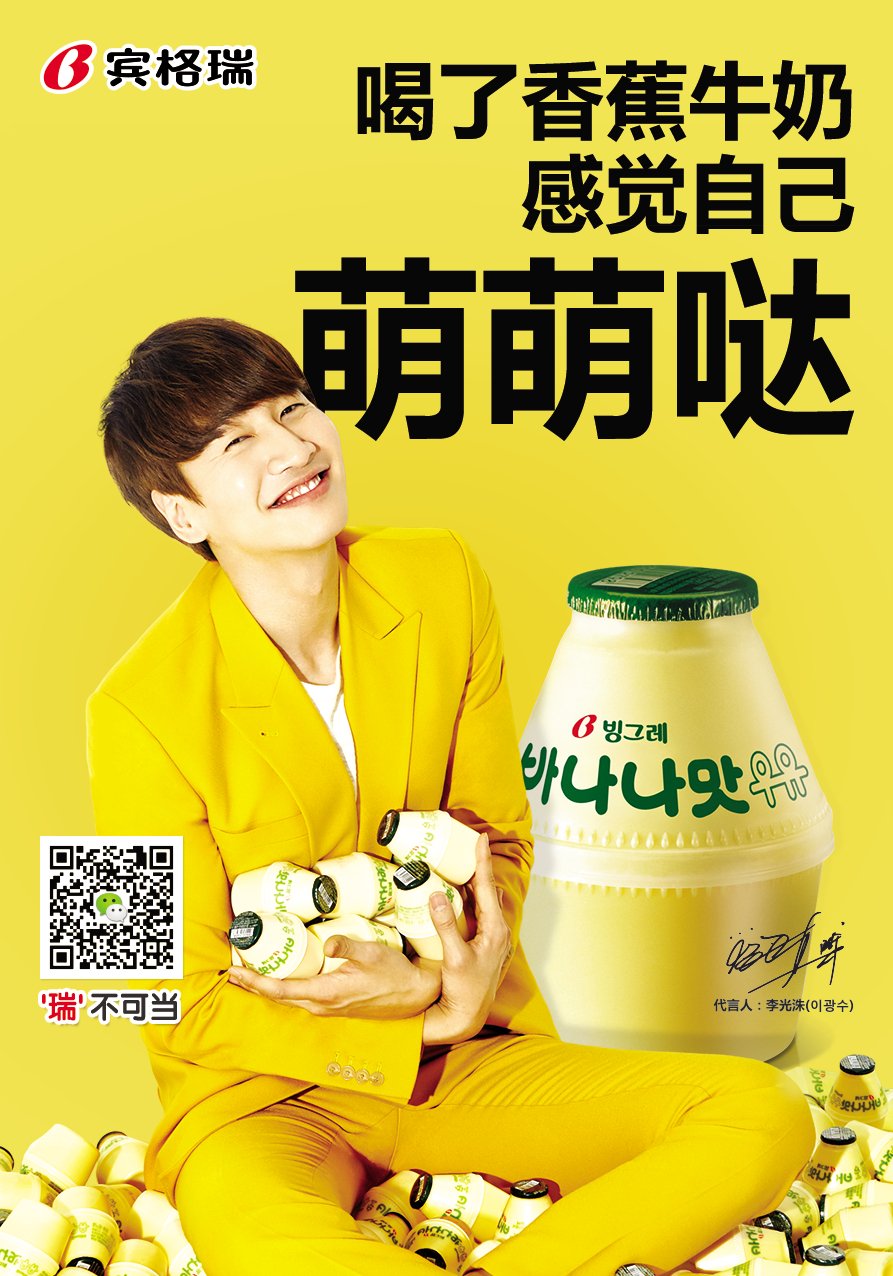 宾格瑞
喝了香蕉牛奶
感觉自己
萌萌哒
빙그레
바나나맛우유
'瑞'不可当
代言人：李光洙(이광수)